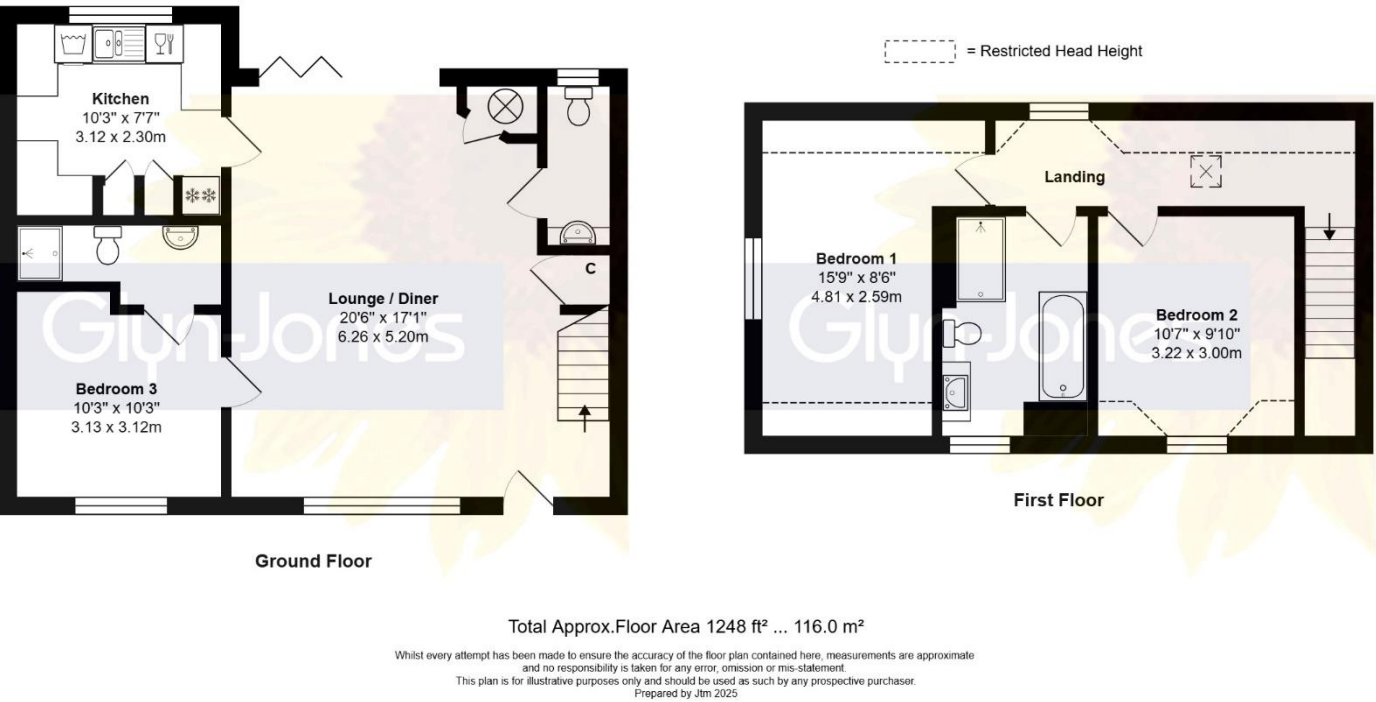 = Restricted Head Height
Kitchen
10'3" x 7'7"
3.12 x 2.30m
Lounge / Diner
20'6" x 17'1"
6.26 x 5.20m
C
Bedroom 3
10'3" x 10'3"
3.13 x 3.12m
Glyn-Jones
Ground Floor
Landing
Bedroom 1
15'9" x 8'6"
4.81 x 2.59m
Bedroom 2
10'7" x 9'10"
3.22 x 3.00m
Glyn-Jones
First Floor
Total Approx.Floor Area 1248 ft² ... 116.0 m²
Whilst every attempt has been made to ensure the accuracy of the floor plan contained here, measurements are approximate
and no responsibility is taken for any error, omission or mis-statement.
This plan is for illustrative purposes only and should be used as such by any prospective purchaser.
Prepared by Jtm 2025